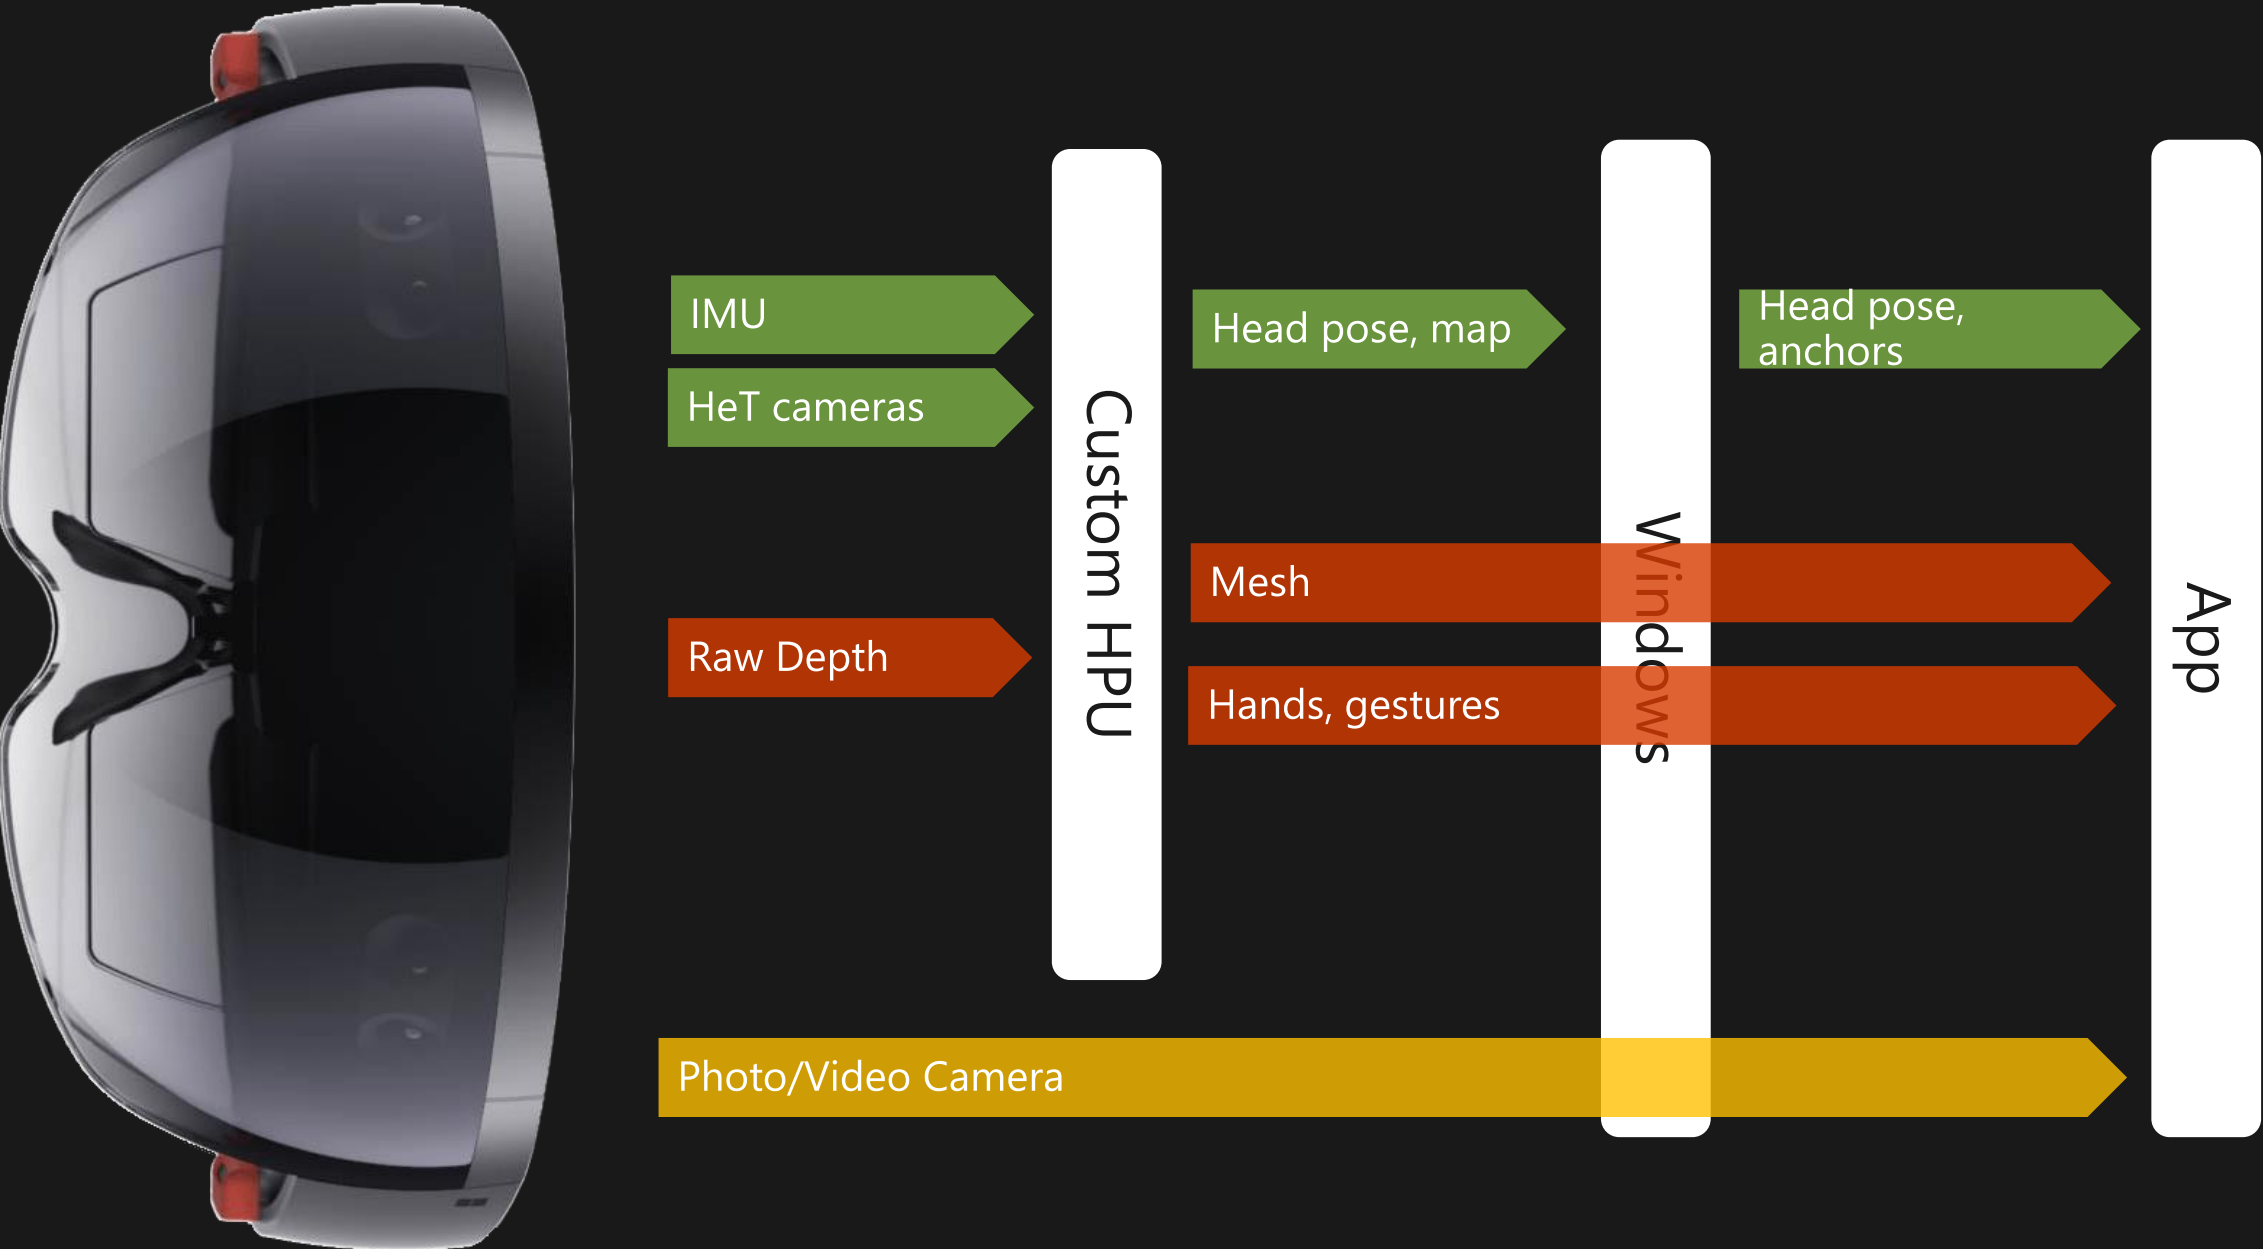 IMU
HeT cameras
Raw Depth
Photo/Video Camera
Custom HPU
Head pose, map
Mesh
Hands, gestures
Windows
Head pose,
anchors
App